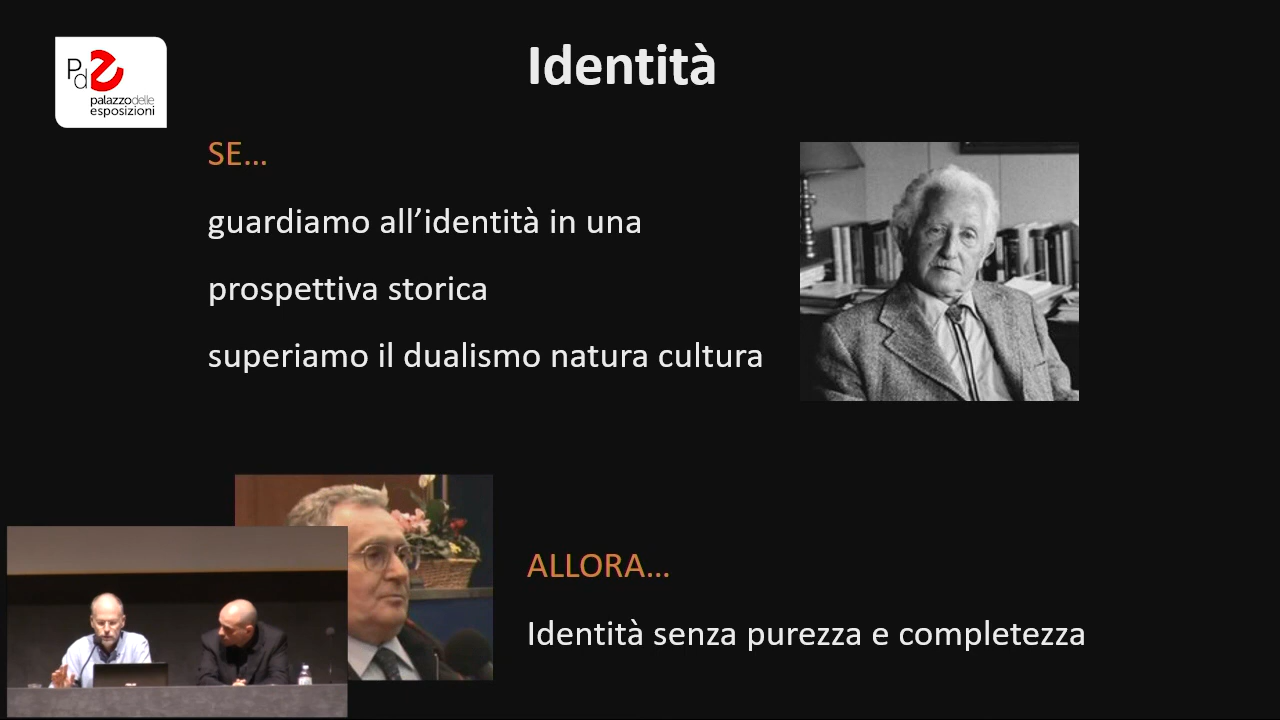 Identità
Pd
palazzodelle
esposizioni
SE...
guardiamo all’identità in una
prospettiva storica
superiamo il dualismo natura cultura
ALLORA...
Identità senza purezza e completezza